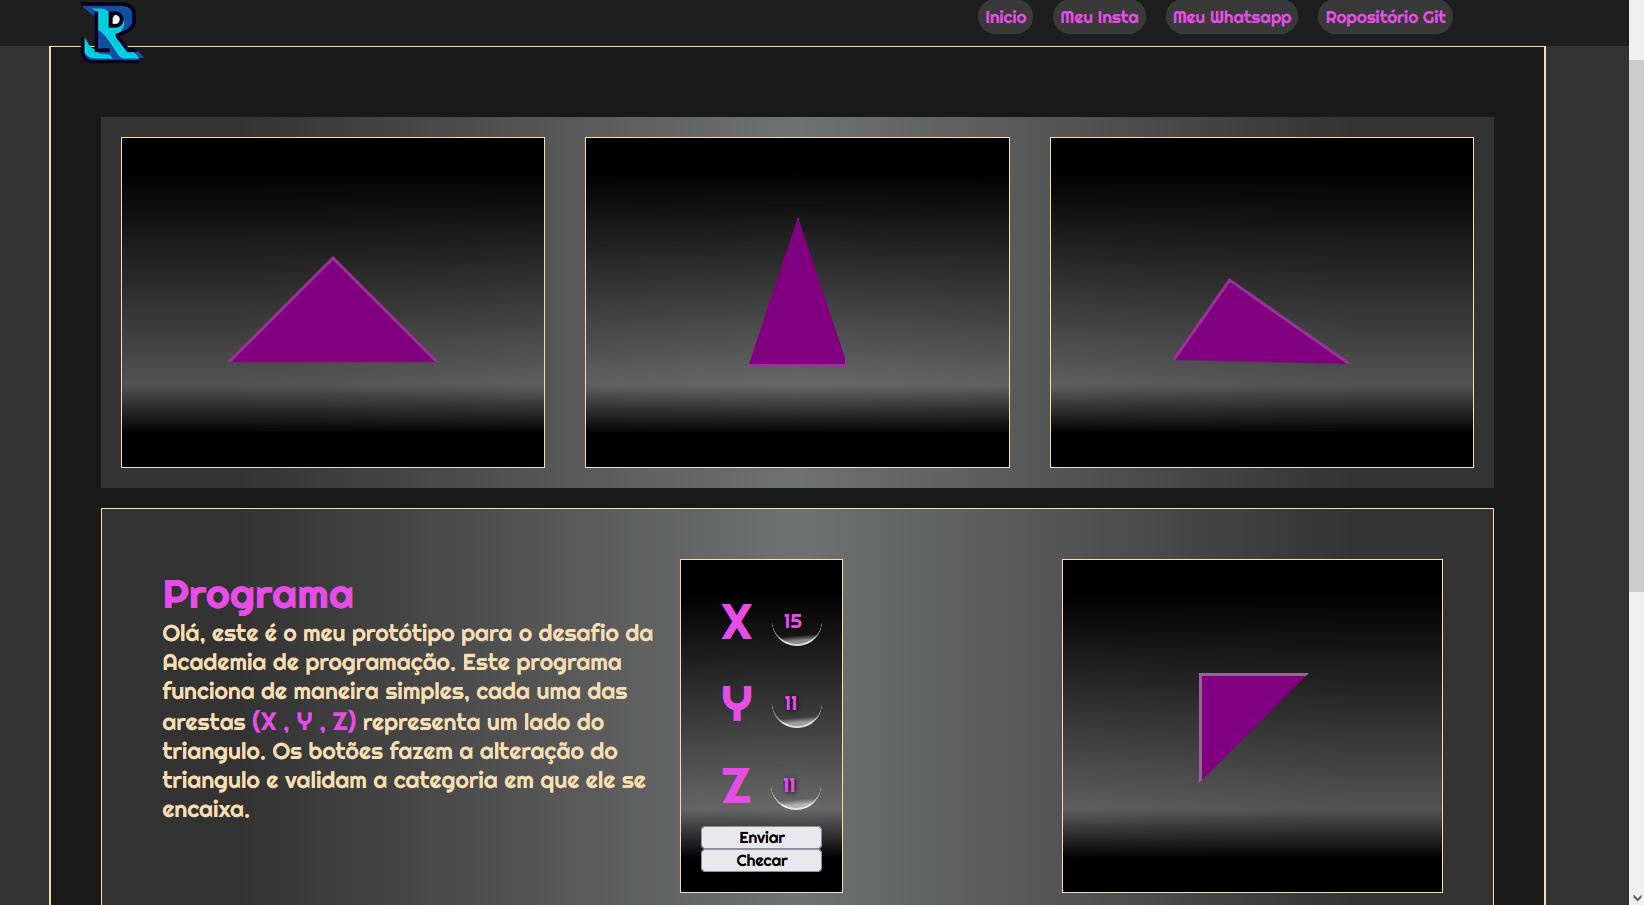 R
Inicio
Meu Insta
Meu Whatsapp
Ropositório Git
Programa
Olá, este é o meu protótipo para o desafio da
Academia de programação. Este programa
funciona de maneira simples, cada uma das
arestas (X , Y , Z) representa um lado do
triangulo. Os botões fazem a alteração do
triangulo e validam a categoria em que ele se
encaixa.
X 15
Y 11
Z 11
Enviar
Checar